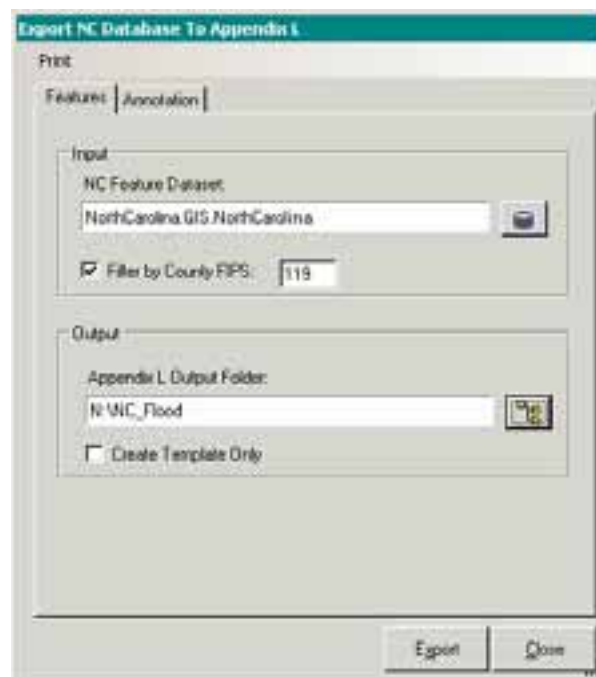 Export NC Database To Appendix L
Print
Features Annotation
Input
NC Feature Dataset:
NorthCarolina.GIS.NorthCarolina
Filter by County FIPS: 119
Output
Appendix L Output Folder:
N:\NC_Flood
Create Template Only
Export Close